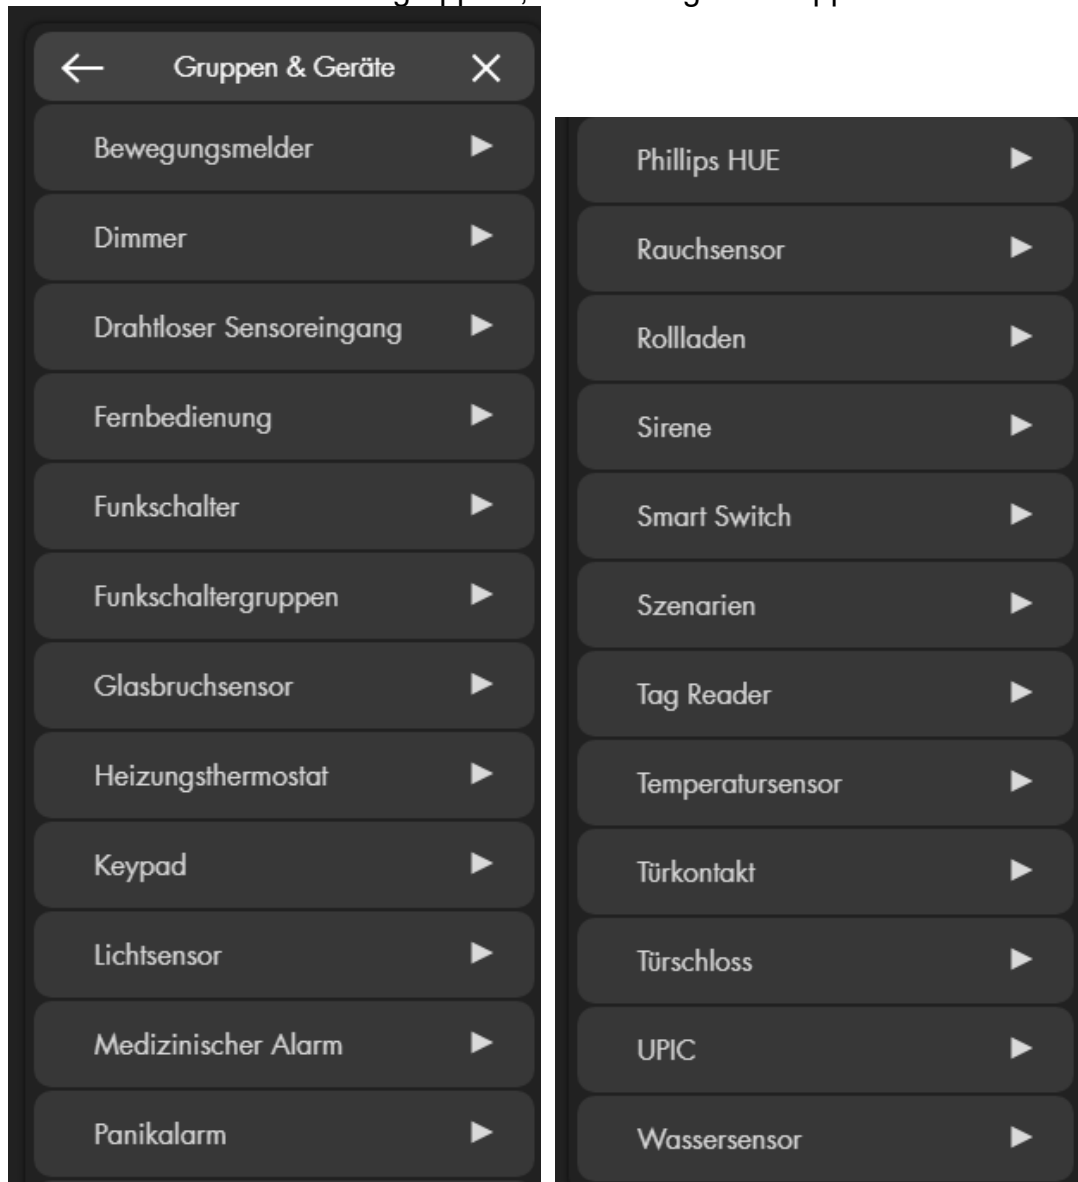 Gruppen & Geräte
Bewegungsmelder
Dimmer
Drahtloser Sensoreingang
Fernbedienung
Funkschalter
Funkschaltergruppen
Glasbruchsensor
Heizungsthermostat
Keypad
Lichtsensor
Medizinischer Alarm
Panikalarm
Phillips HUE
Rauchsensor
Rollladen
Sirene
Smart Switch
Szenarien
Tag Reader
Temperatursensor
Türkontakt
Türschloss
UPIC
Wassersensor